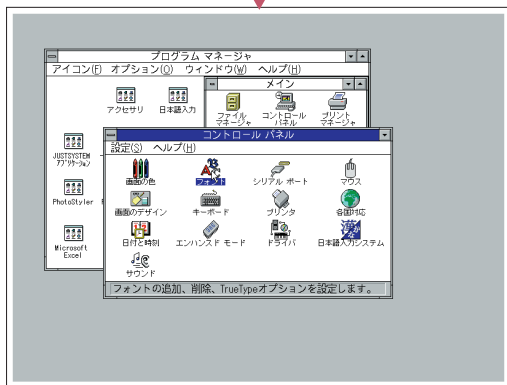 プログラム マネージャ
アイコン(F) オプション(O) ウィンドウ(W) ヘルプ(H)
アクセサリ
日本語入力
JUSTSYSTEM
アプリケーション
PhotoStyler
Microsoft
Excel
メイン
ファイル
マネージャ
コントロール
パネル
プリント
マネージャ
コントロール パネル
設定(S) ヘルプ(H)
画面の色
フォント
シリアル ポート
マウス
画面のデザイン
キーボード
プリンタ
各国対応
日付と時刻
エンハンスド モード
ドライバ
日本語入力システム
サウンド
フォントの追加、削除、TrueTypeオプションを設定します。